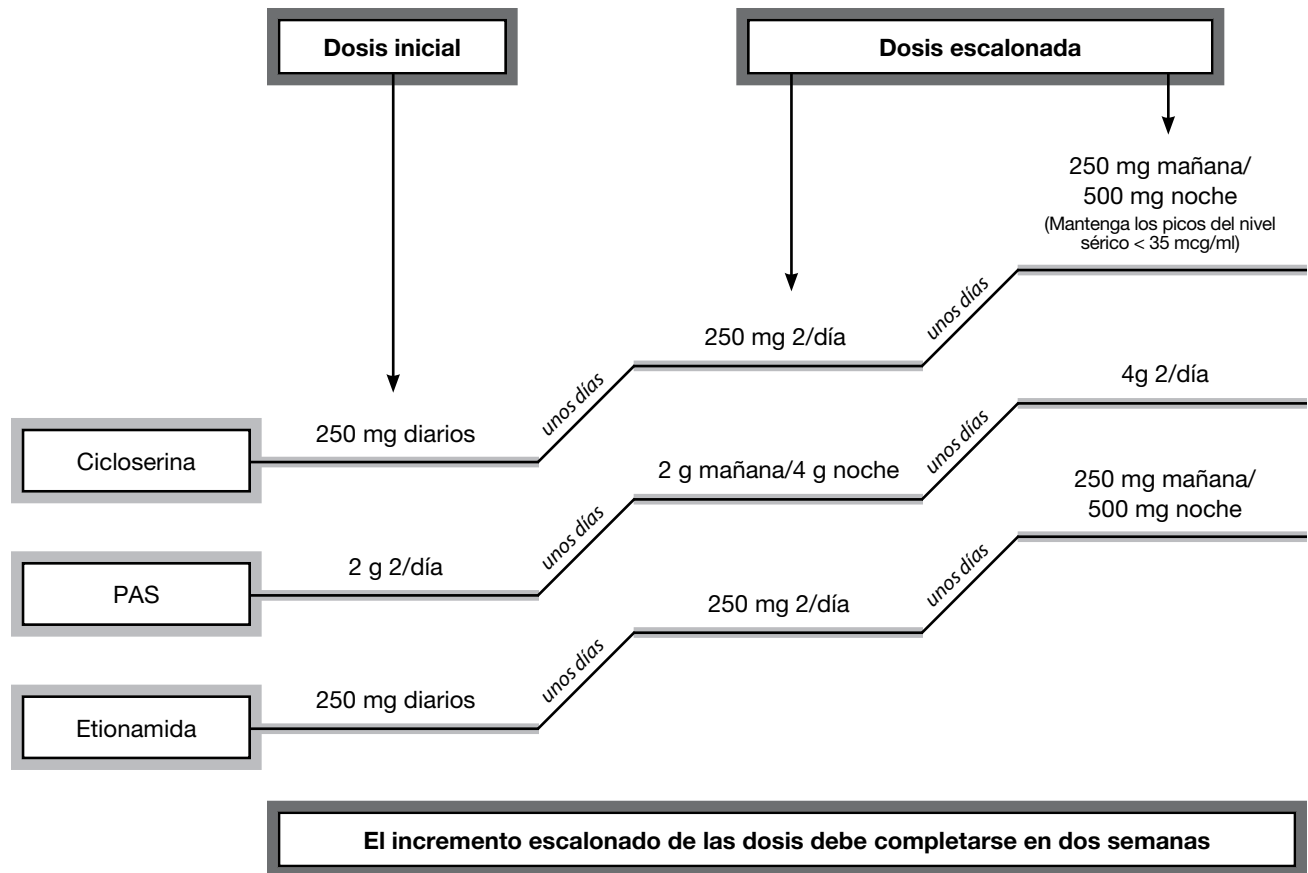 Dosis inicial
Dosis escalonada
250 mg mañana/
500 mg noche
(Mantenga los picos del nivel
sérico < 35 mcg/ml)
unos días
250 mg 2/día
unos días
250 mg diarios
Cicloserina
4g 2/día
unos días
2 g mañana/4 g noche
unos días
2 g 2/día
PAS
250 mg mañana/
500 mg noche
unos días
250 mg 2/día
unos días
250 mg diarios
Etionamida
El incremento escalonado de las dosis debe completarse en dos semanas